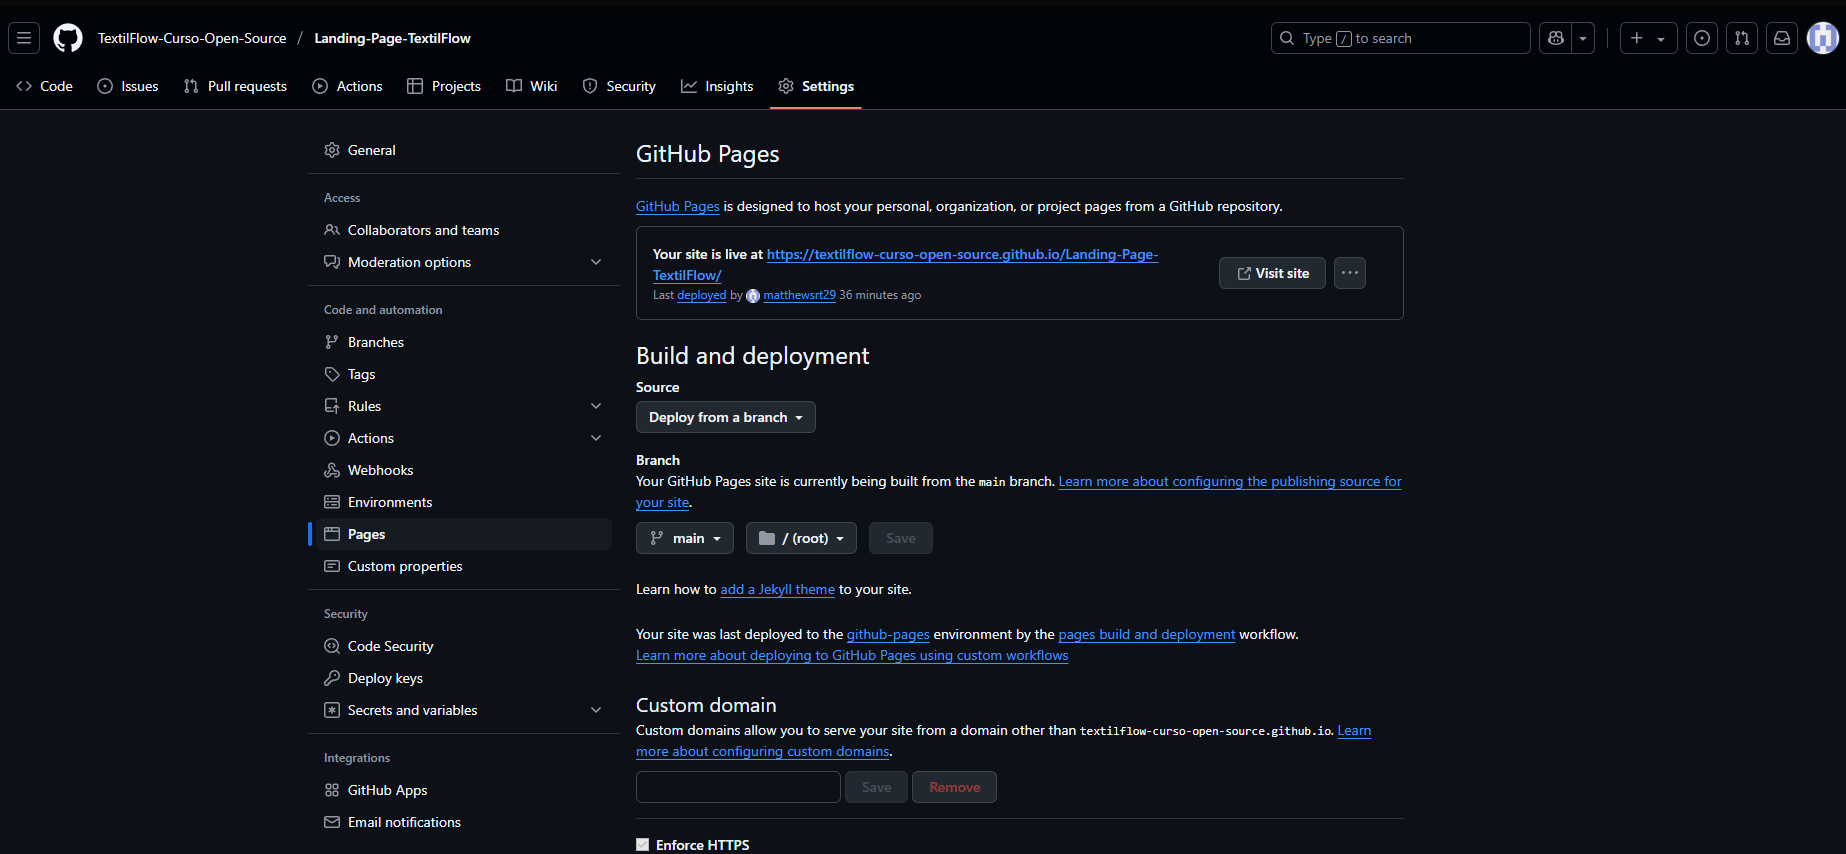 TextilFlow-Curso-Open-Source / Landing-Page-TextilFlow
Type / to search
Code Issues Pull requests Actions Projects Wiki Security Insights Settings
General
Access
Collaborators and teams
Moderation options
Code and automation
Branches
Tags
Rules
Actions
Webhooks
Environments
Pages
Custom properties
Security
Code Security
Deploy keys
Secrets and variables
Integrations
GitHub Apps
Email notifications
GitHub Pages
GitHub Pages is designed to host your personal, organization, or project pages from a GitHub repository.
Your site is live at https://textilflow-curso-open-source.github.io/Landing-Page-
TextilFlow/
Last deployed by matthewsrt29 36 minutes ago
Visit site
Build and deployment
Source
Deploy from a branch
Branch
Your GitHub Pages site is currently being built from the main branch. Learn more about configuring the publishing source for
your site.
main / (root) Save
Learn how to add a Jekyll theme to your site.
Your site was last deployed to the github-pages environment by the pages build and deployment workflow.
Learn more about deploying to GitHub Pages using custom workflows
Custom domain
Custom domains allow you to serve your site from a domain other than textilflow-curso-open-source.github.io. Learn
more about configuring custom domains.
Save Remove
Enforce HTTPS